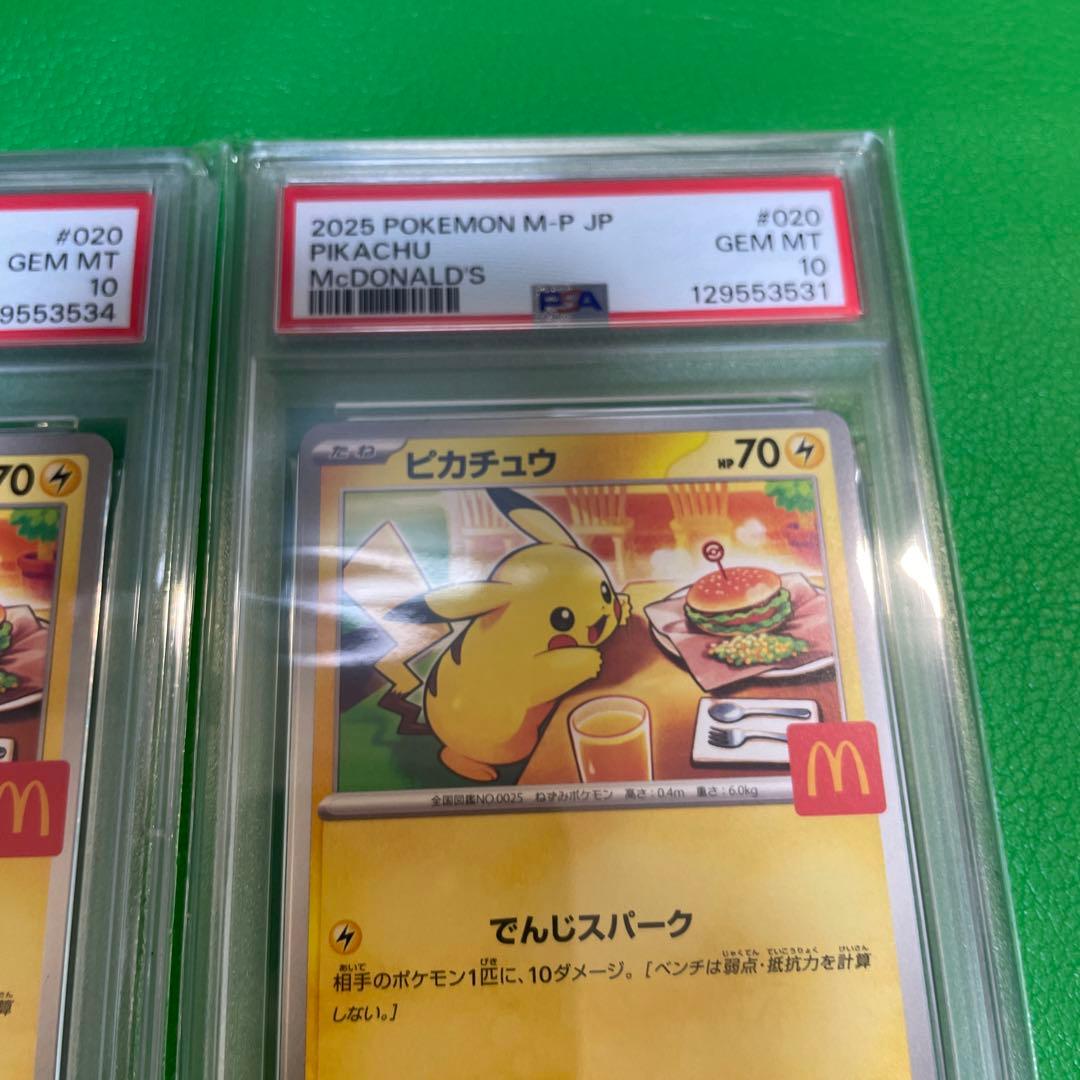 #020
GEM MT
10
9553534
70
M
算
2025 POKEMON M-P JP
#020
PIKACHU
GEM MT
McDONALD'S
10
PSA
129553531
たね
ピカチュウ
HP70
全国図鑑NO.0025 ねずみポケモン 高さ:0.4m 重さ:6.0kg
M
でんじスパーク
相手のポケモン1匹に、10ダメージ。[ベンチは弱点・抵抗力を計算
しない。]